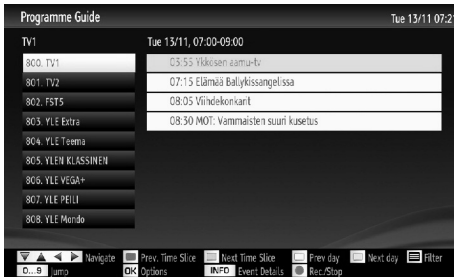 Programme Guide
Tue 13/11 07:2
TV1
Tue 13/11, 07:00-09:00
800. TV1
801. TV2
802. FST5
803. YLE Extra
804. YLE Teema
805. YLEN KLASSINEN
806. YLE VEGA+
807. YLE PEILI
808. YLE Mondo
05:55 Ykkösen aamu-tv
07:15 Elämää Ballykissangelissa
08:05 Viihdekonkarit
08:30 MOT: Vammaisten suuri kusetus
Navigate Prev. Time Slice Next Time Slice Prev day Next day Filter
0...9 Jump OK Options INFO Event Details Rec./Stop